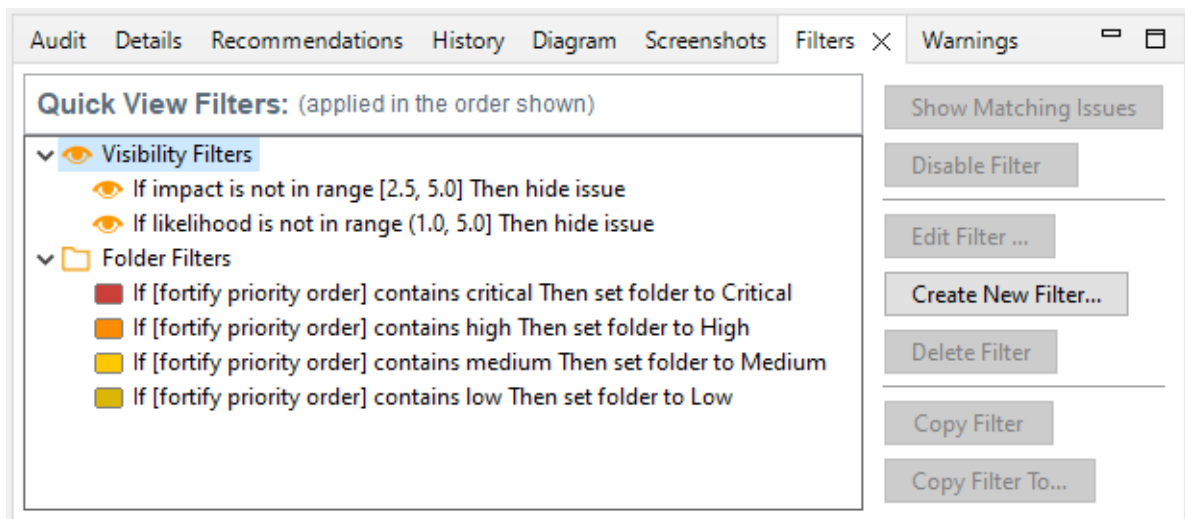 Audit Details Recommendations History Diagram Screenshots Filters Warnings
Quick View Filters: (applied in the order shown)
Visibility Filters
If impact is not in range [2.5, 5.0] Then hide issue
If likelihood is not in range (1.0, 5.0] Then hide issue
Folder Filters
If [fortify priority order] contains critical Then set folder to Critical
If [fortify priority order] contains high Then set folder to High
If [fortify priority order] contains medium Then set folder to Medium
If [fortify priority order] contains low Then set folder to Low
Show Matching Issues
Disable Filter
Edit Filter ...
Create New Filter...
Delete Filter
Copy Filter
Copy Filter To...